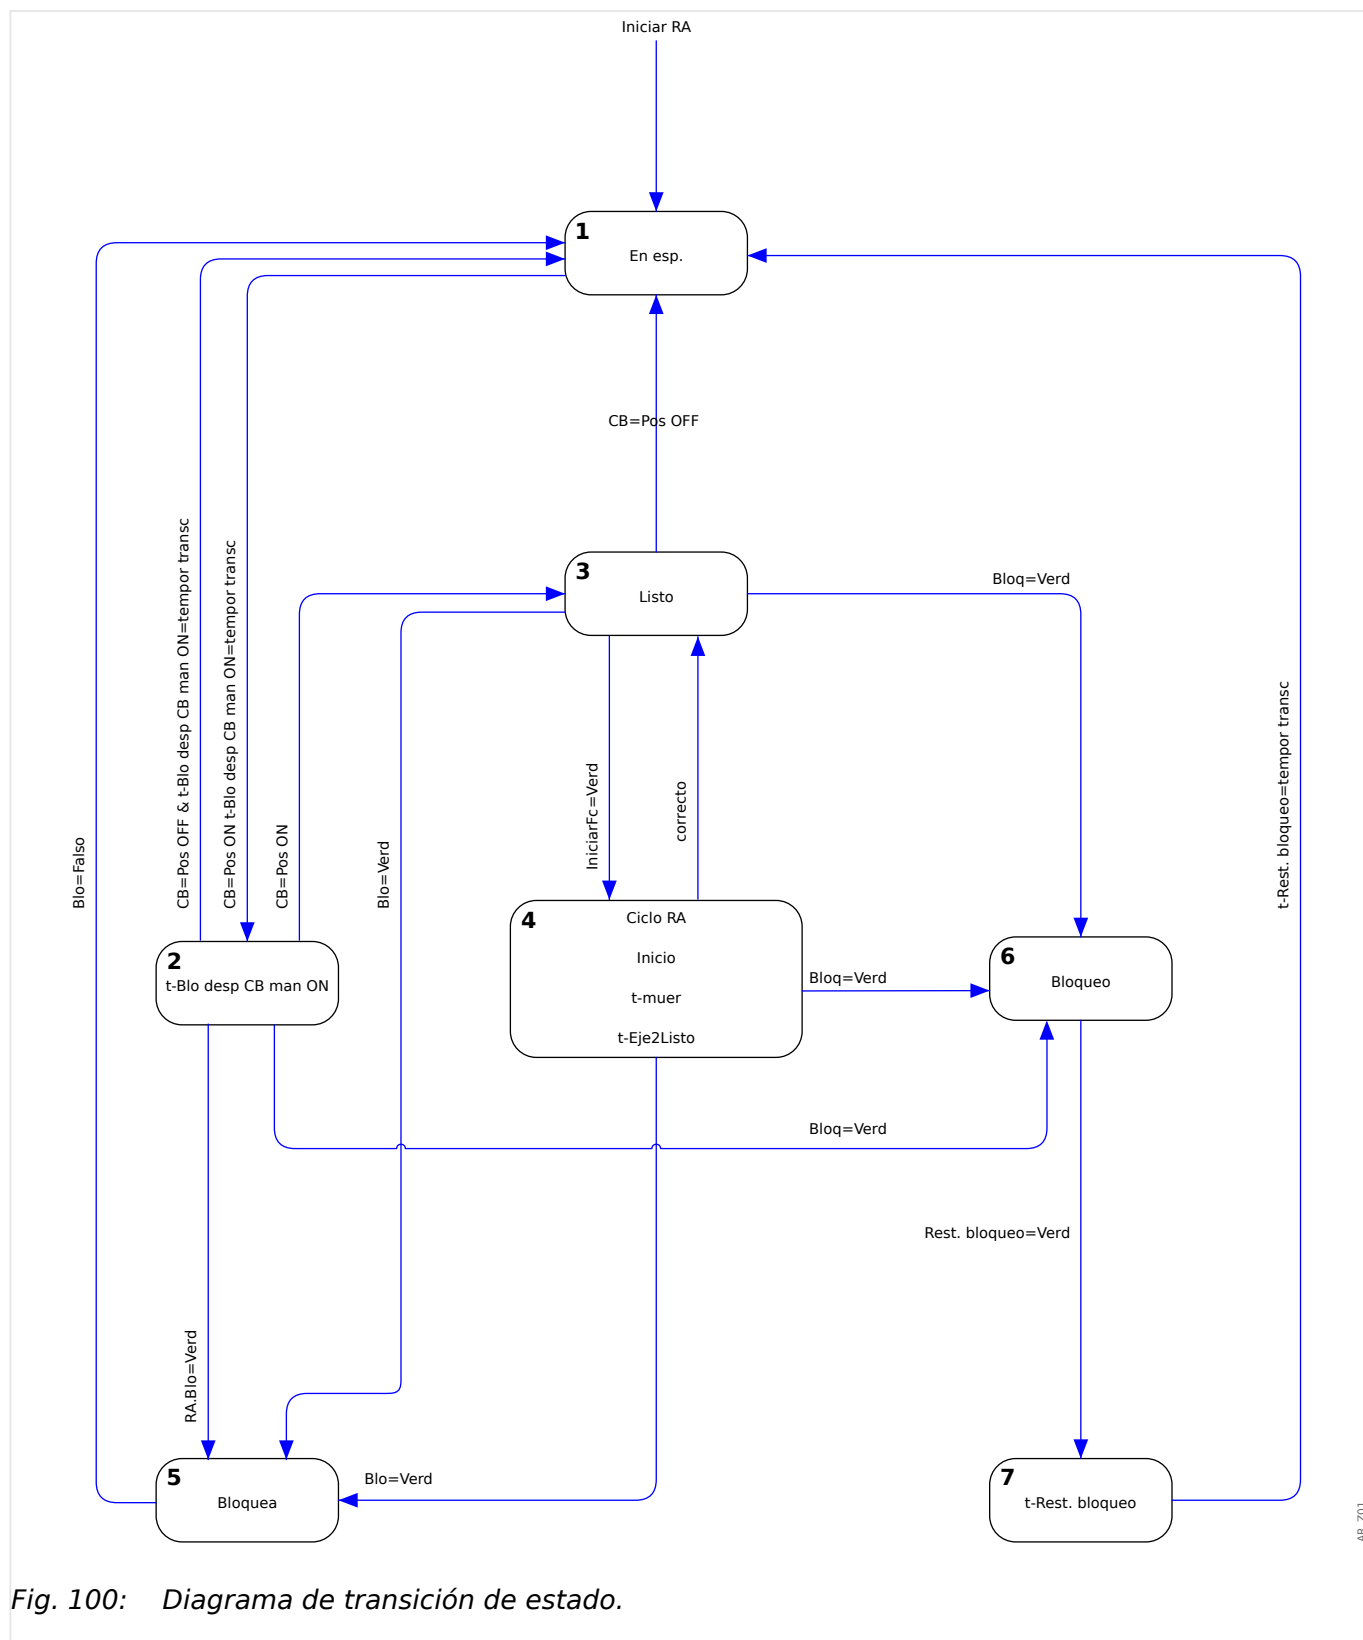 Iniciar RA
1
En esp.
CB=Pos OFF
3
Listo
Bloq=Verd
Blo=Falso
CB=Pos OFF & t-Blo desp CB man ON=tempor transc
CB=Pos ON t-Blo desp CB man ON=tempor transc
CB=Pos ON
Blo=Verd
IniciarFc=Verd
correcto
t-Rest. bloqueo=tempor transc
2
t-Blo desp CB man ON
4
Ciclo RA
Inicio
t-muer
t-Eje2Listo
Bloq=Verd
6
Bloqueo
Bloq=Verd
Rest. bloqueo=Verd
RA.Blo=Verd
5
Bloquea
Blo=Verd
7
t-Rest. bloqueo
AR_Z01
Fig. 100: Diagrama de transición de estado.